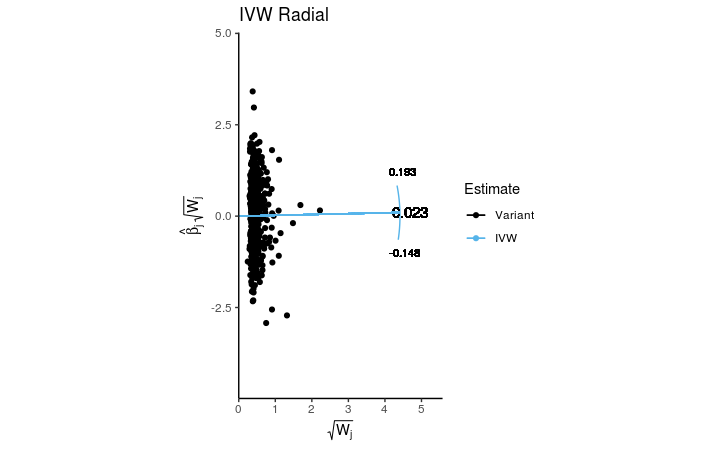 IVW Radial
5.0
2.5
0.0
-2.5
β̂j√Wj
0.193
0.023
-0.148
0 1 2 3 4 5
√Wj
Estimate
Variant
IVW